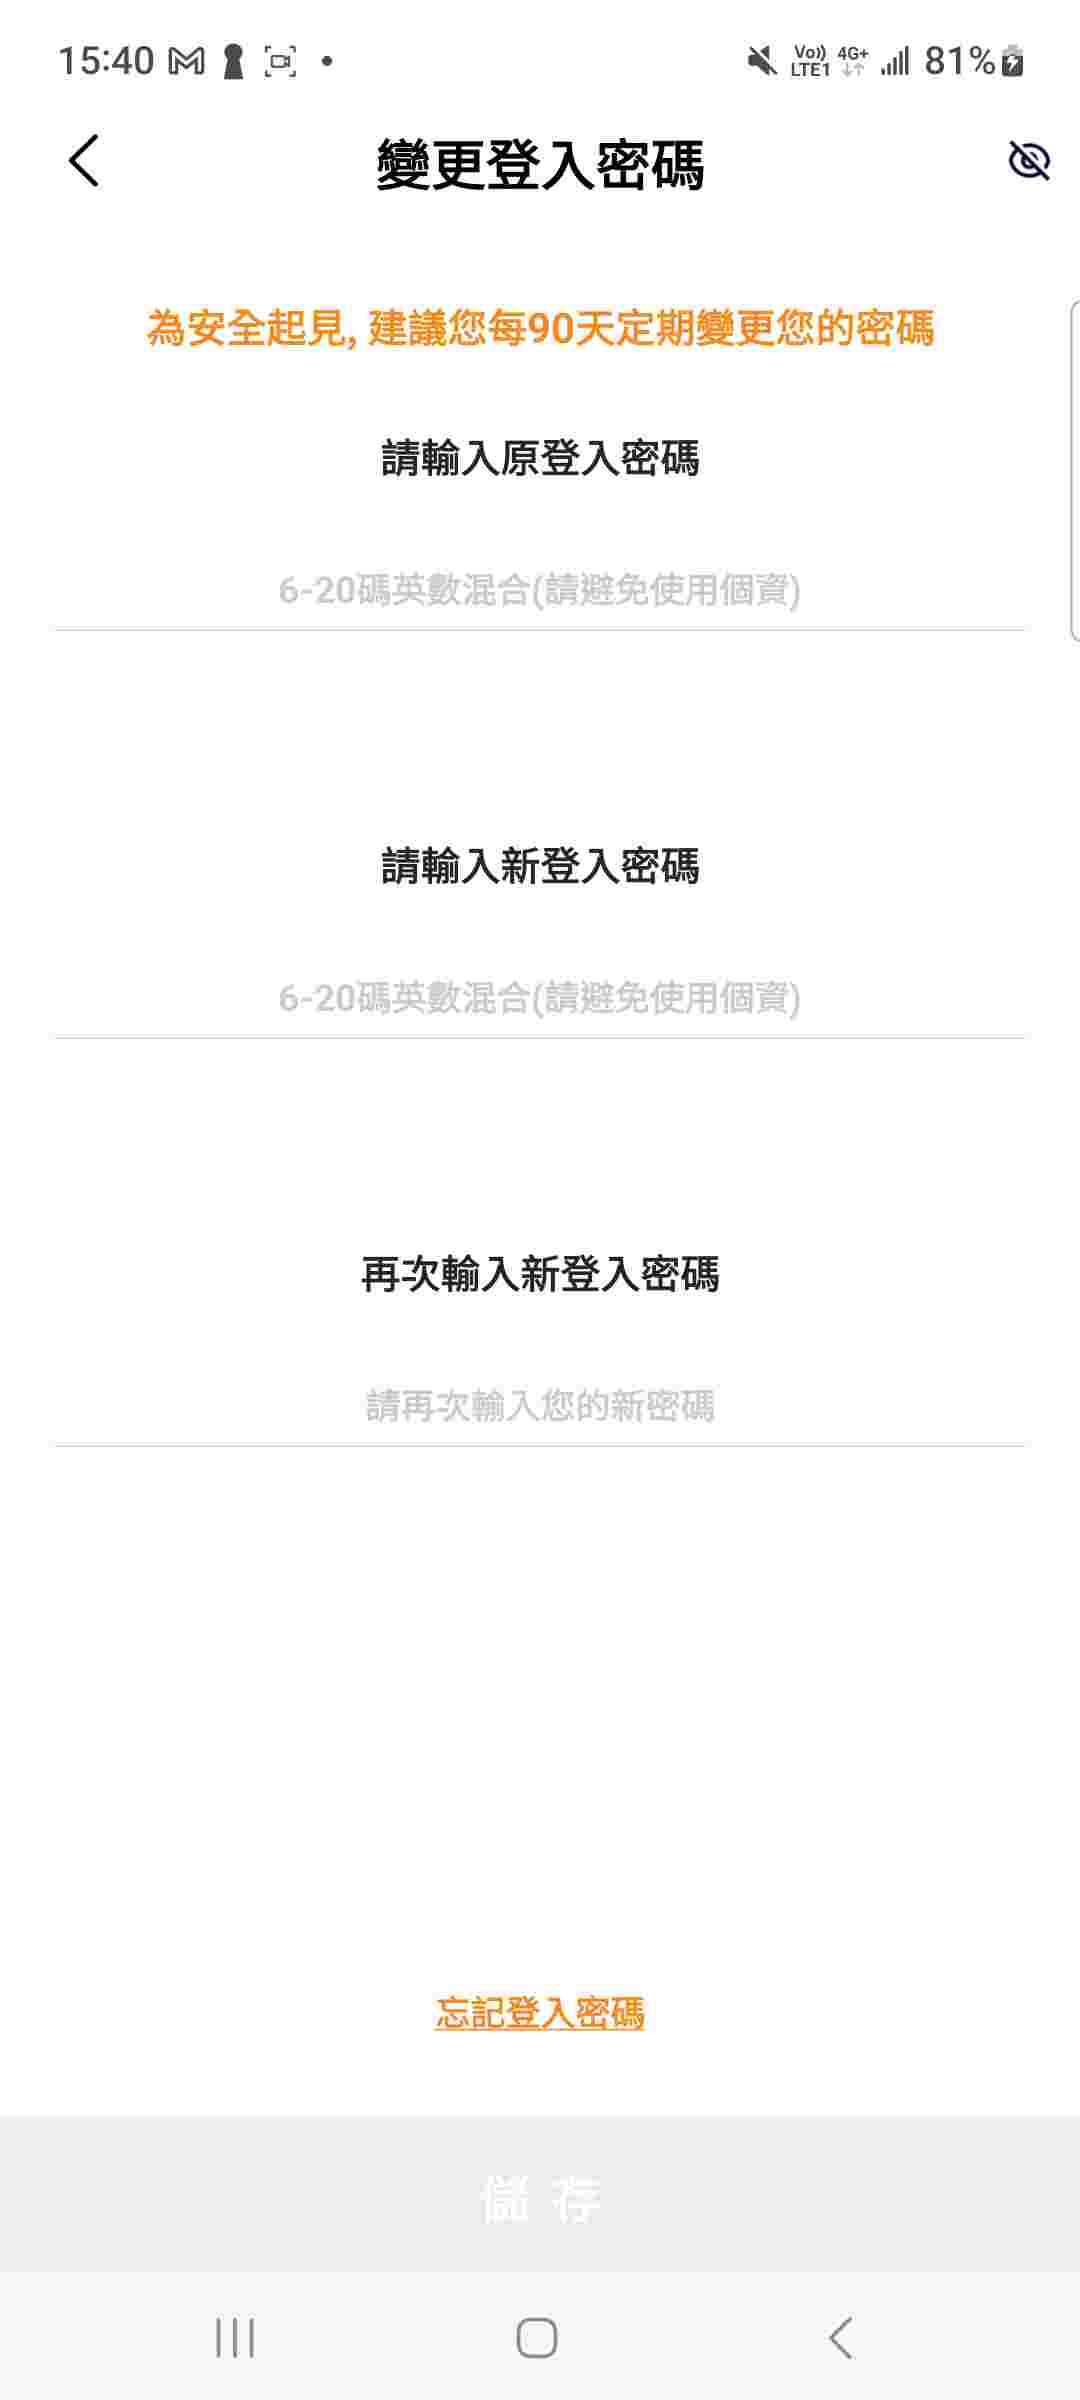 15:40
Vo)) LTE1 4G+ 81%
變更登入密碼
為安全起見, 建議您每90天定期變更您的密碼
請輸入原登入密碼
6-20碼英數混合(請避免使用個資)
請輸入新登入密碼
6-20碼英數混合(請避免使用個資)
再次輸入新登入密碼
請再次輸入您的新密碼
忘記登入密碼
儲 存